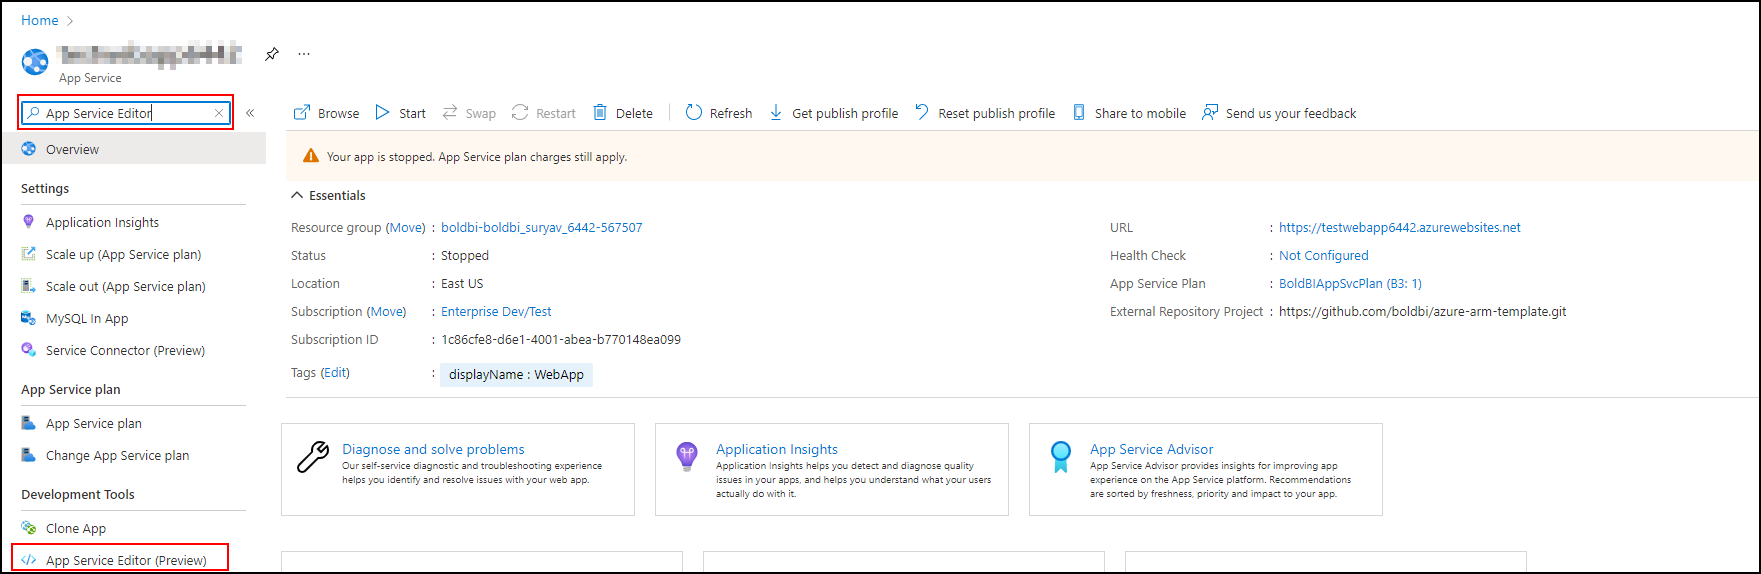 Home >
App Service
App Service Editor
Overview
Settings
Application Insights
Scale up (App Service plan)
Scale out (App Service plan)
MySQL In App
Service Connector (Preview)
App Service plan
App Service plan
Change App Service plan
Development Tools
Clone App
App Service Editor (Preview)
Browse Start Swap Restart Delete Refresh Get publish profile Reset publish profile Share to mobile Send us your feedback
Your app is stopped. App Service plan charges still apply.
Essentials
Resource group (Move) : boldbi-boldbi_suryav_6442-567507
Status : Stopped
Location : East US
Subscription (Move) : Enterprise Dev/Test
Subscription ID : 1c86cfe8-d6e1-4001-abea-b770148ea099
Tags (Edit) : displayName : WebApp
URL : https://testwebapp6442.azurewebsites.net
Health Check : Not Configured
App Service Plan : BoldBIAppSvcPlan (B3: 1)
External Repository Project : https://github.com/boldbi/azure-arm-template.git
Diagnose and solve problems
Our self-service diagnostic and troubleshooting experience
helps you identify and resolve issues with your web app.
Application Insights
Application Insights helps you detect and diagnose quality
issues in your apps, and helps you understand what your users
actually do with it.
App Service Advisor
App Service Advisor provides insights for improving app
experience on the App Service platform. Recommendations
are sorted by freshness, priority and impact to your app.